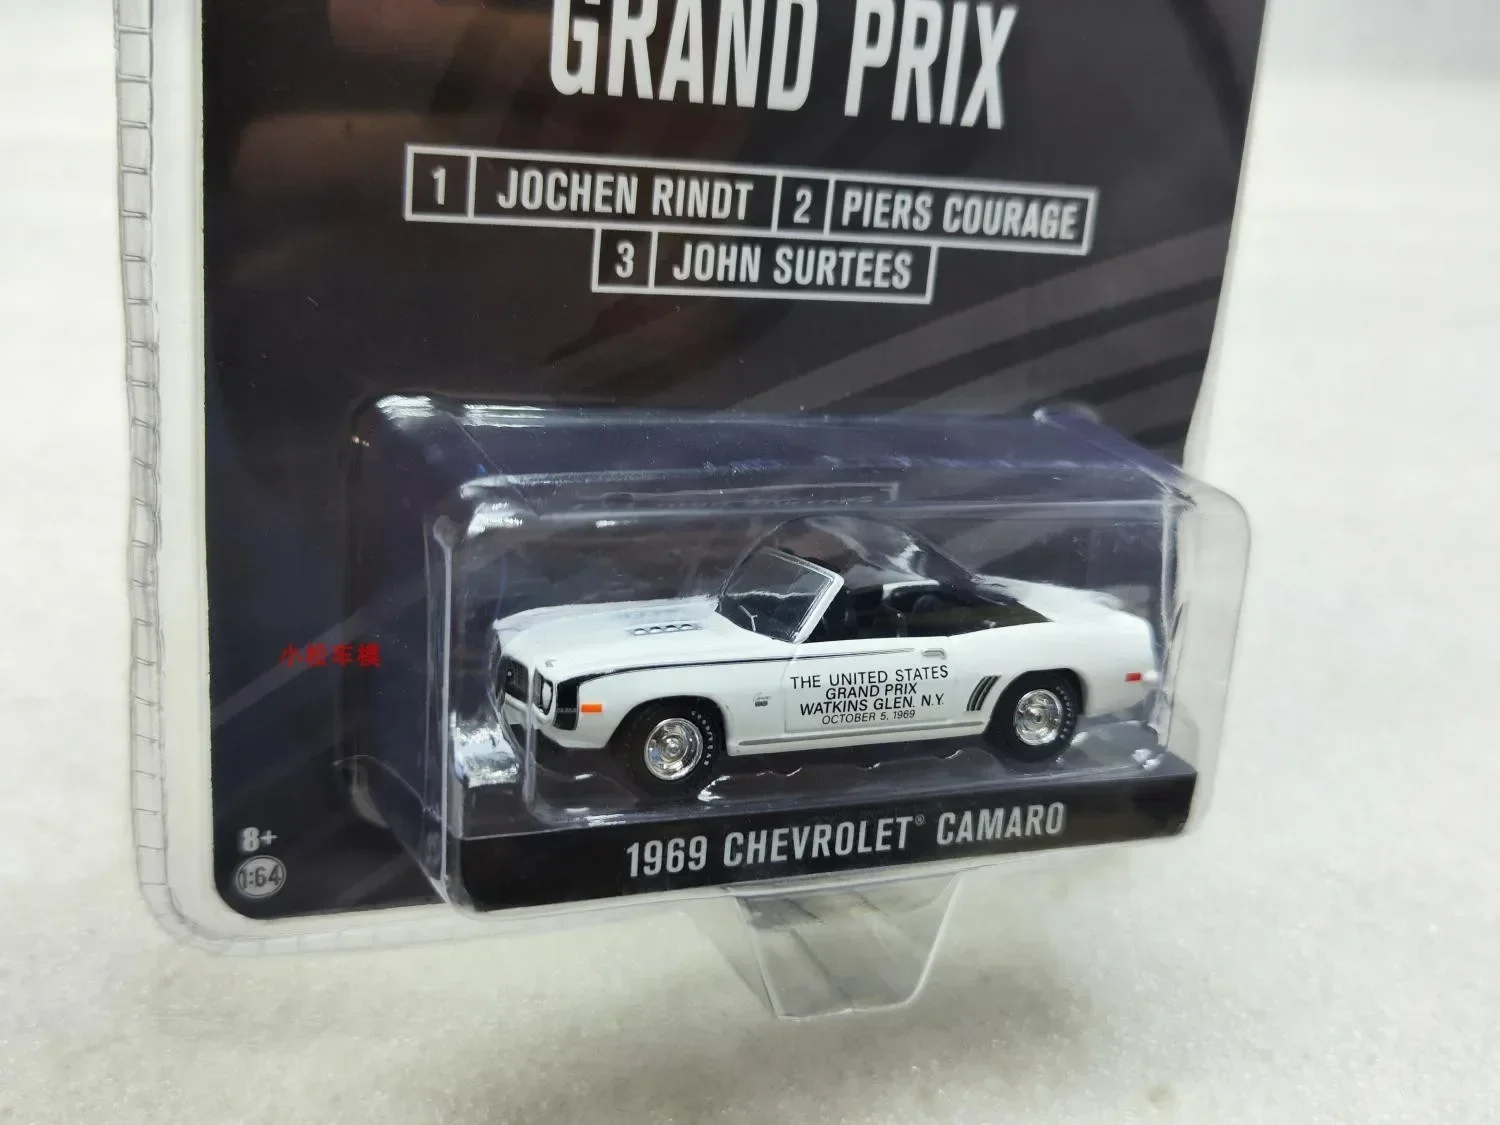 GRAND PRIX
1 JOCHEN RINDT 2 PIERS COURAGE
3 JOHN SURTEES
小松车模
THE UNITED STATES
GRAND PRIX
WATKINS GLEN. N.Y.
OCTOBER 5, 1969
8+
1:64
1969 CHEVROLET® CAMARO